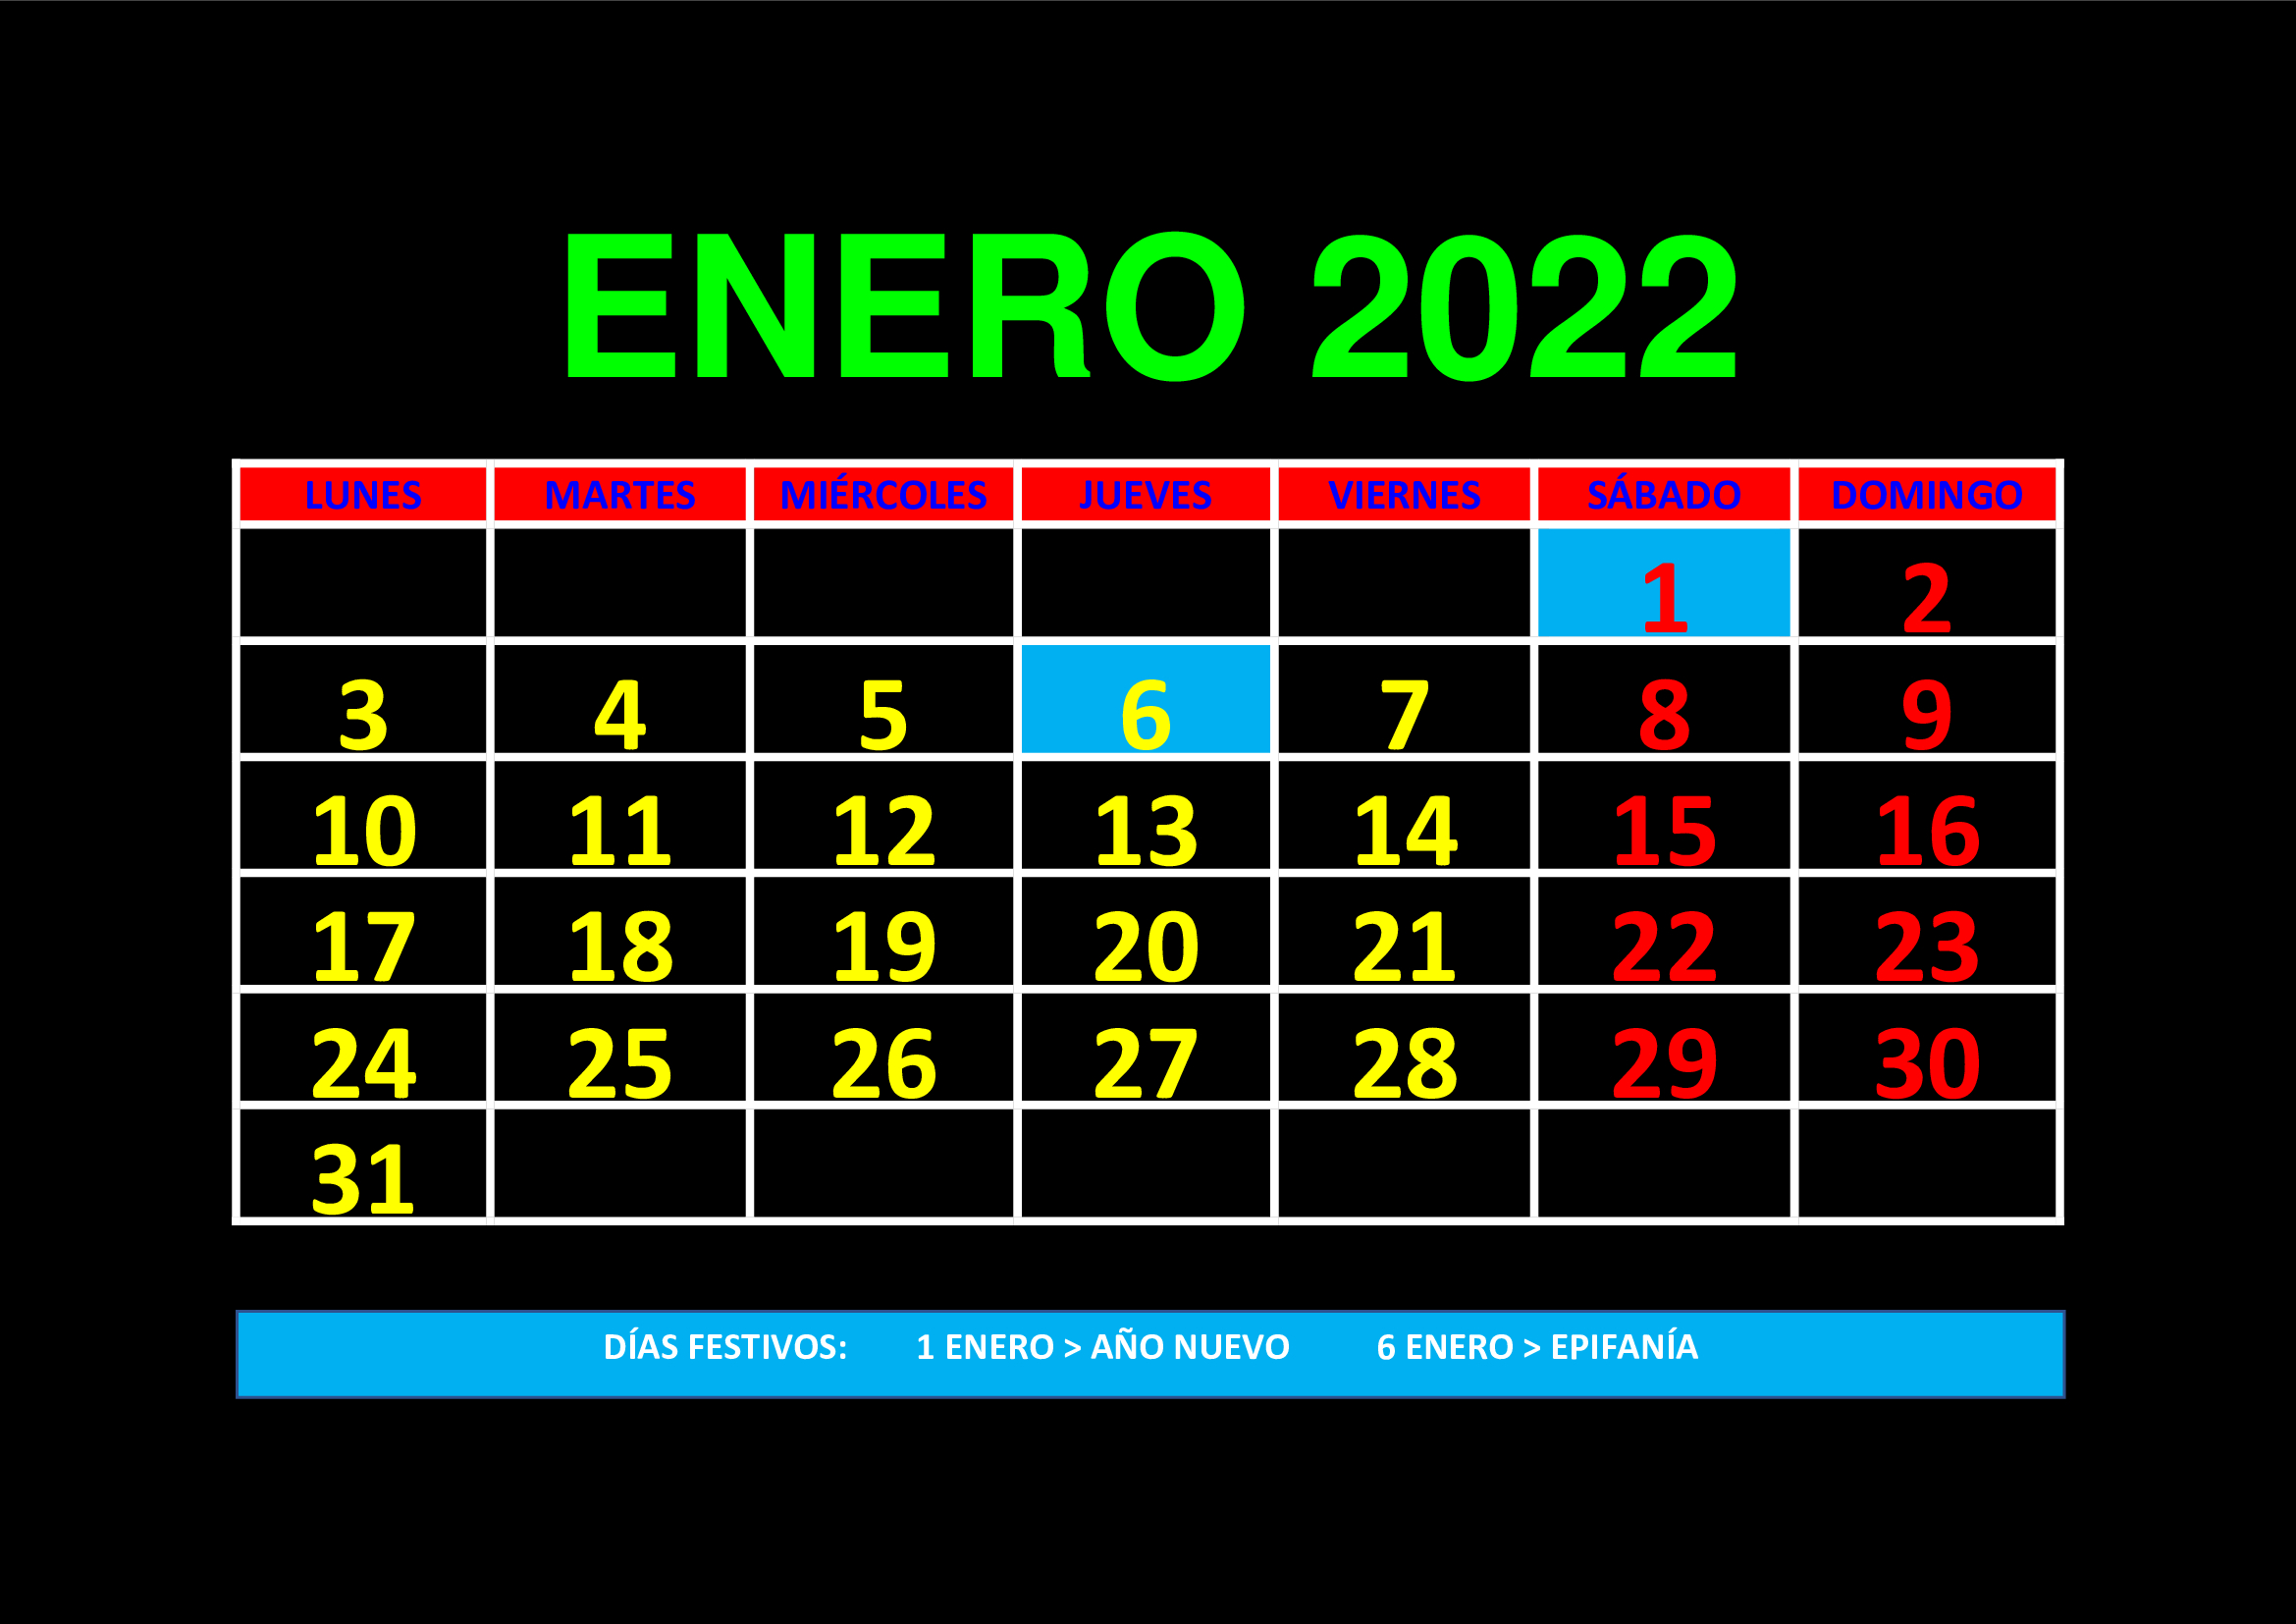 ENERO 2022
LUNES MARTES MIÉRCOLES JUEVES VIERNES SÁBADO DOMINGO
1 2
3 4 5 6 7 8 9
10 11 12 13 14 15 16
17 18 19 20 21 22 23
24 25 26 27 28 29 30
31
DÍAS FESTIVOS: 1 ENERO > AÑO NUEVO 6 ENERO > EPIFANÍA